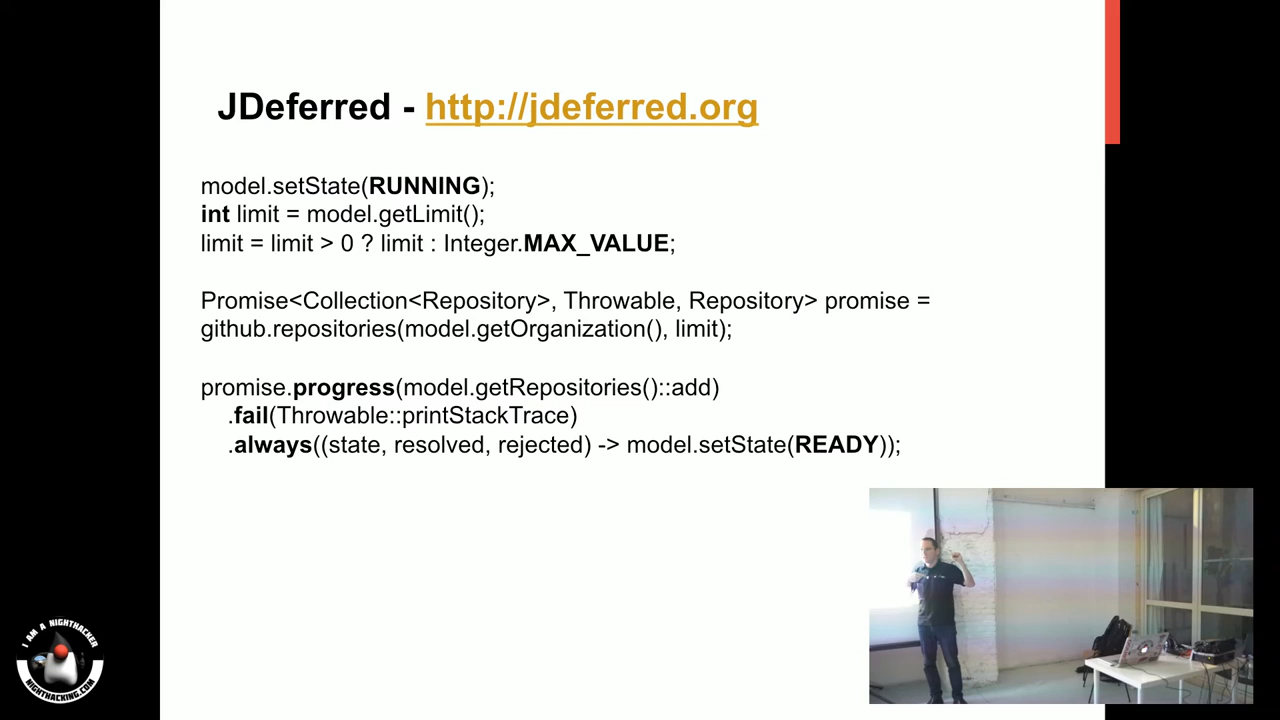 JDeferred - http://jdeferred.org
model.setState(RUNNING);
int limit = model.getLimit();
limit = limit > 0 ? limit : Integer.MAX_VALUE;
Promise<Collection<Repository>, Throwable, Repository> promise =
github.repositories(model.getOrganization(), limit);
promise.progress(model.getRepositories()::add)
.fail(Throwable::printStackTrace)
.always((state, resolved, rejected) -> model.setState(READY));
I AM A NIGHTHACKER
NIGHTHACKING.COM